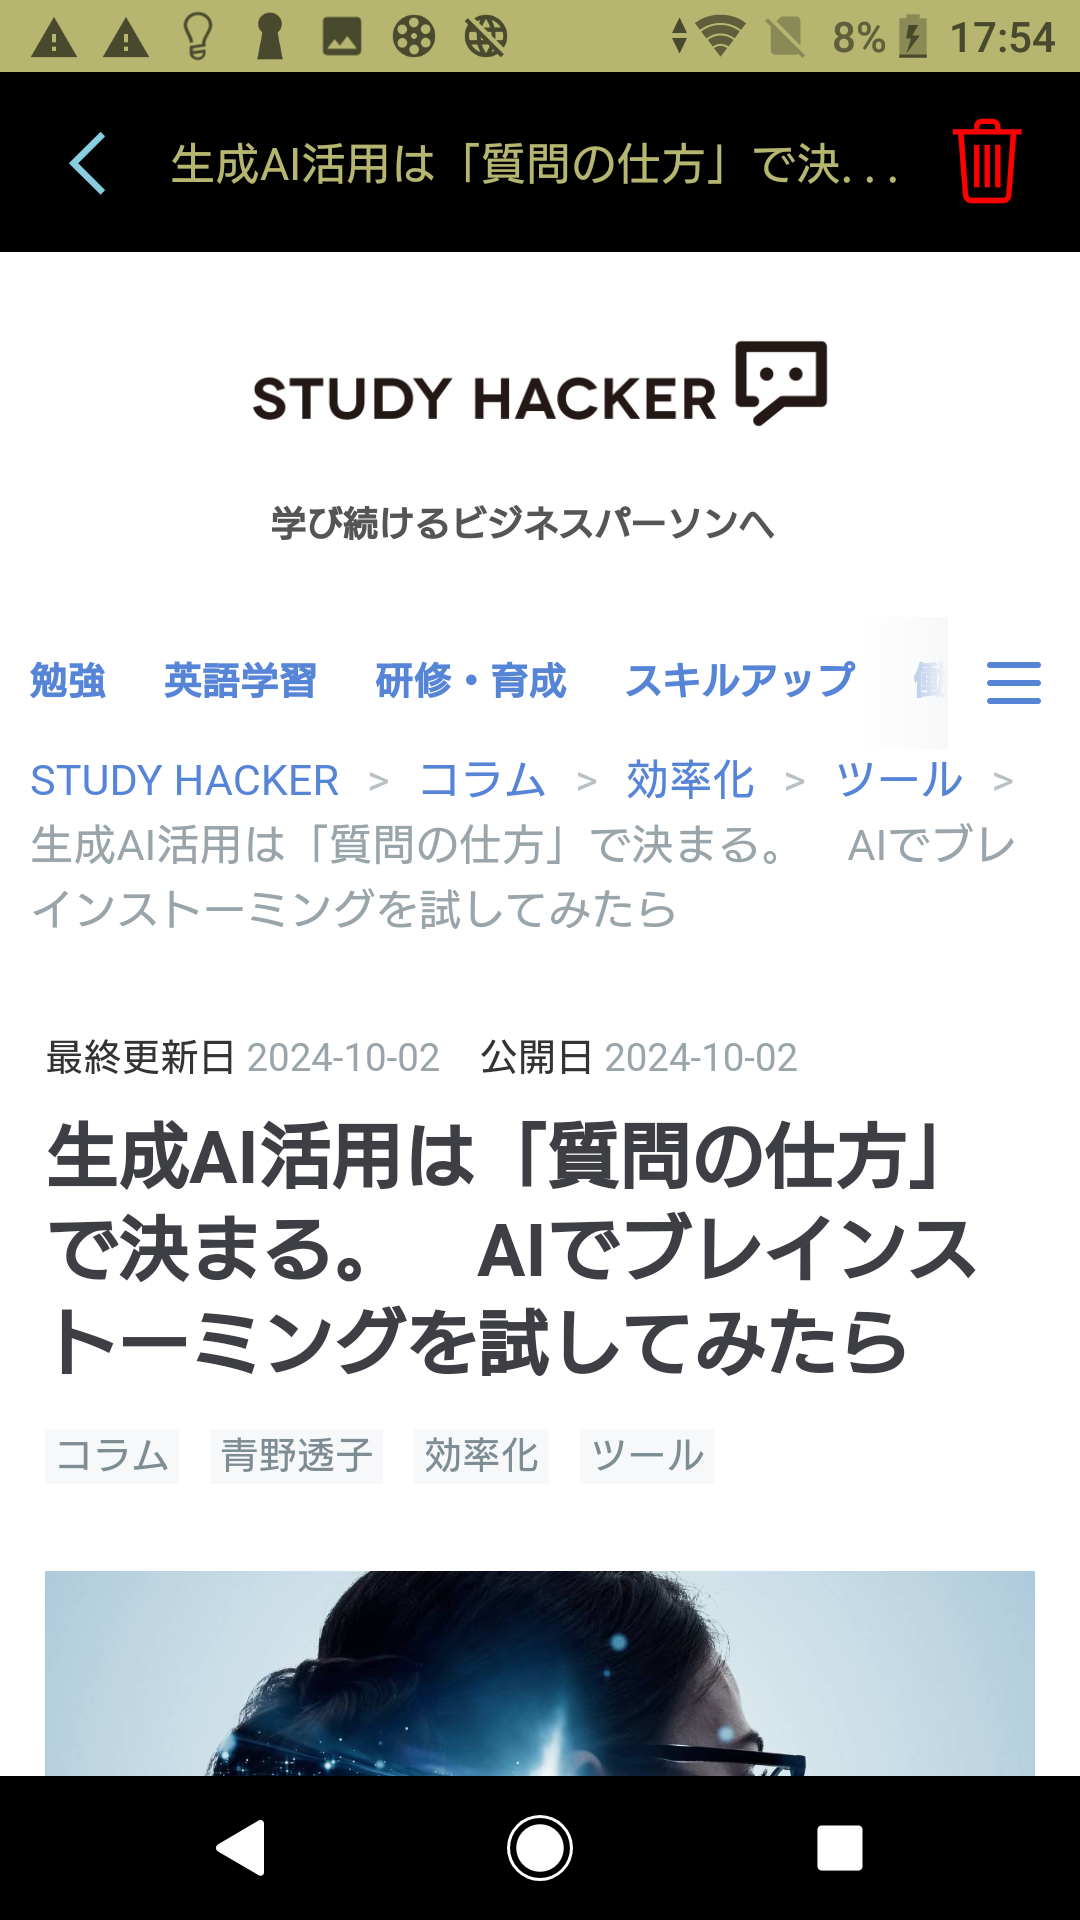 8% 17:54
生成AI活用は「質問の仕方」で決...
STUDY HACKER
学び続けるビジネスパーソンへ
勉強 英語学習 研修・育成 スキルアップ 働
STUDY HACKER > コラム > 効率化 > ツール >
生成AI活用は「質問の仕方」で決まる。　AIでブレ
インストーミングを試してみたら
最終更新日 2024-10-02 公開日 2024-10-02
生成AI活用は「質問の仕方」
で決まる。　AIでブレインス
トーミングを試してみたら
コラム 青野透子 効率化 ツール